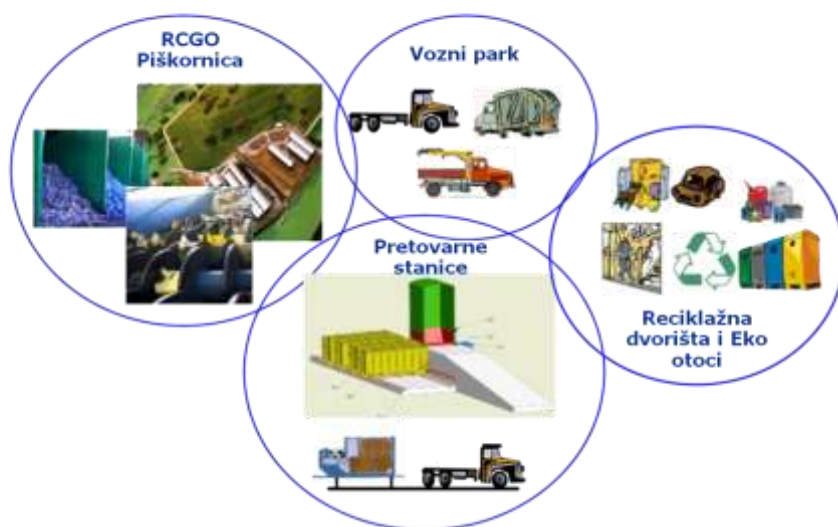 RCGO
Piškornica
Vozni park
Pretovarne
stanice
Reciklažna
dvorišta i Eko
otoci